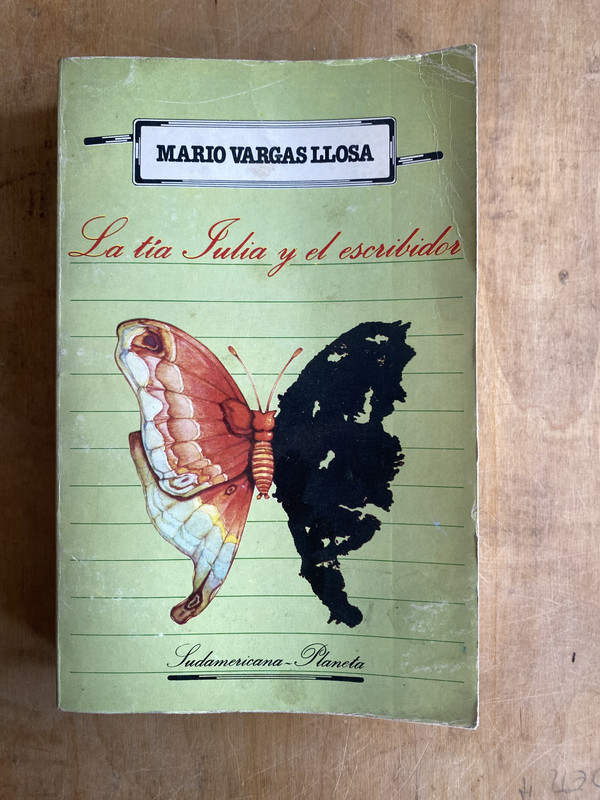 MARIO VARGAS LLOSA
La tía Julia y el escribidor
Sudamericana - Planeta